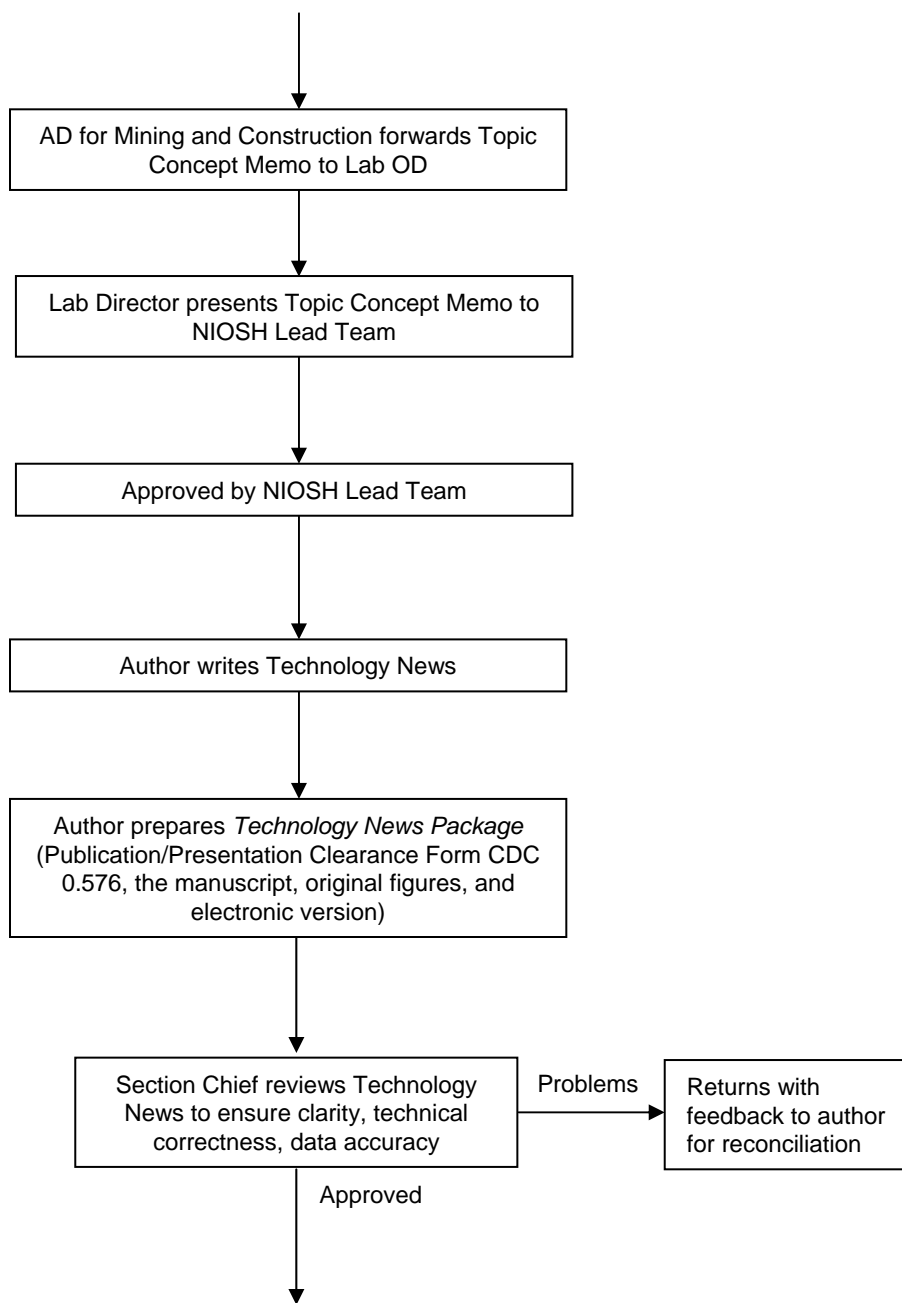 AD for Mining and Construction forwards Topic
Concept Memo to Lab OD
Lab Director presents Topic Concept Memo to
NIOSH Lead Team
Approved by NIOSH Lead Team
Author writes Technology News
Author prepares Technology News Package
(Publication/Presentation Clearance Form CDC
0.576, the manuscript, original figures, and
electronic version)
Section Chief reviews Technology
News to ensure clarity, technical
correctness, data accuracy
Problems
Returns with
feedback to author
for reconciliation
Approved